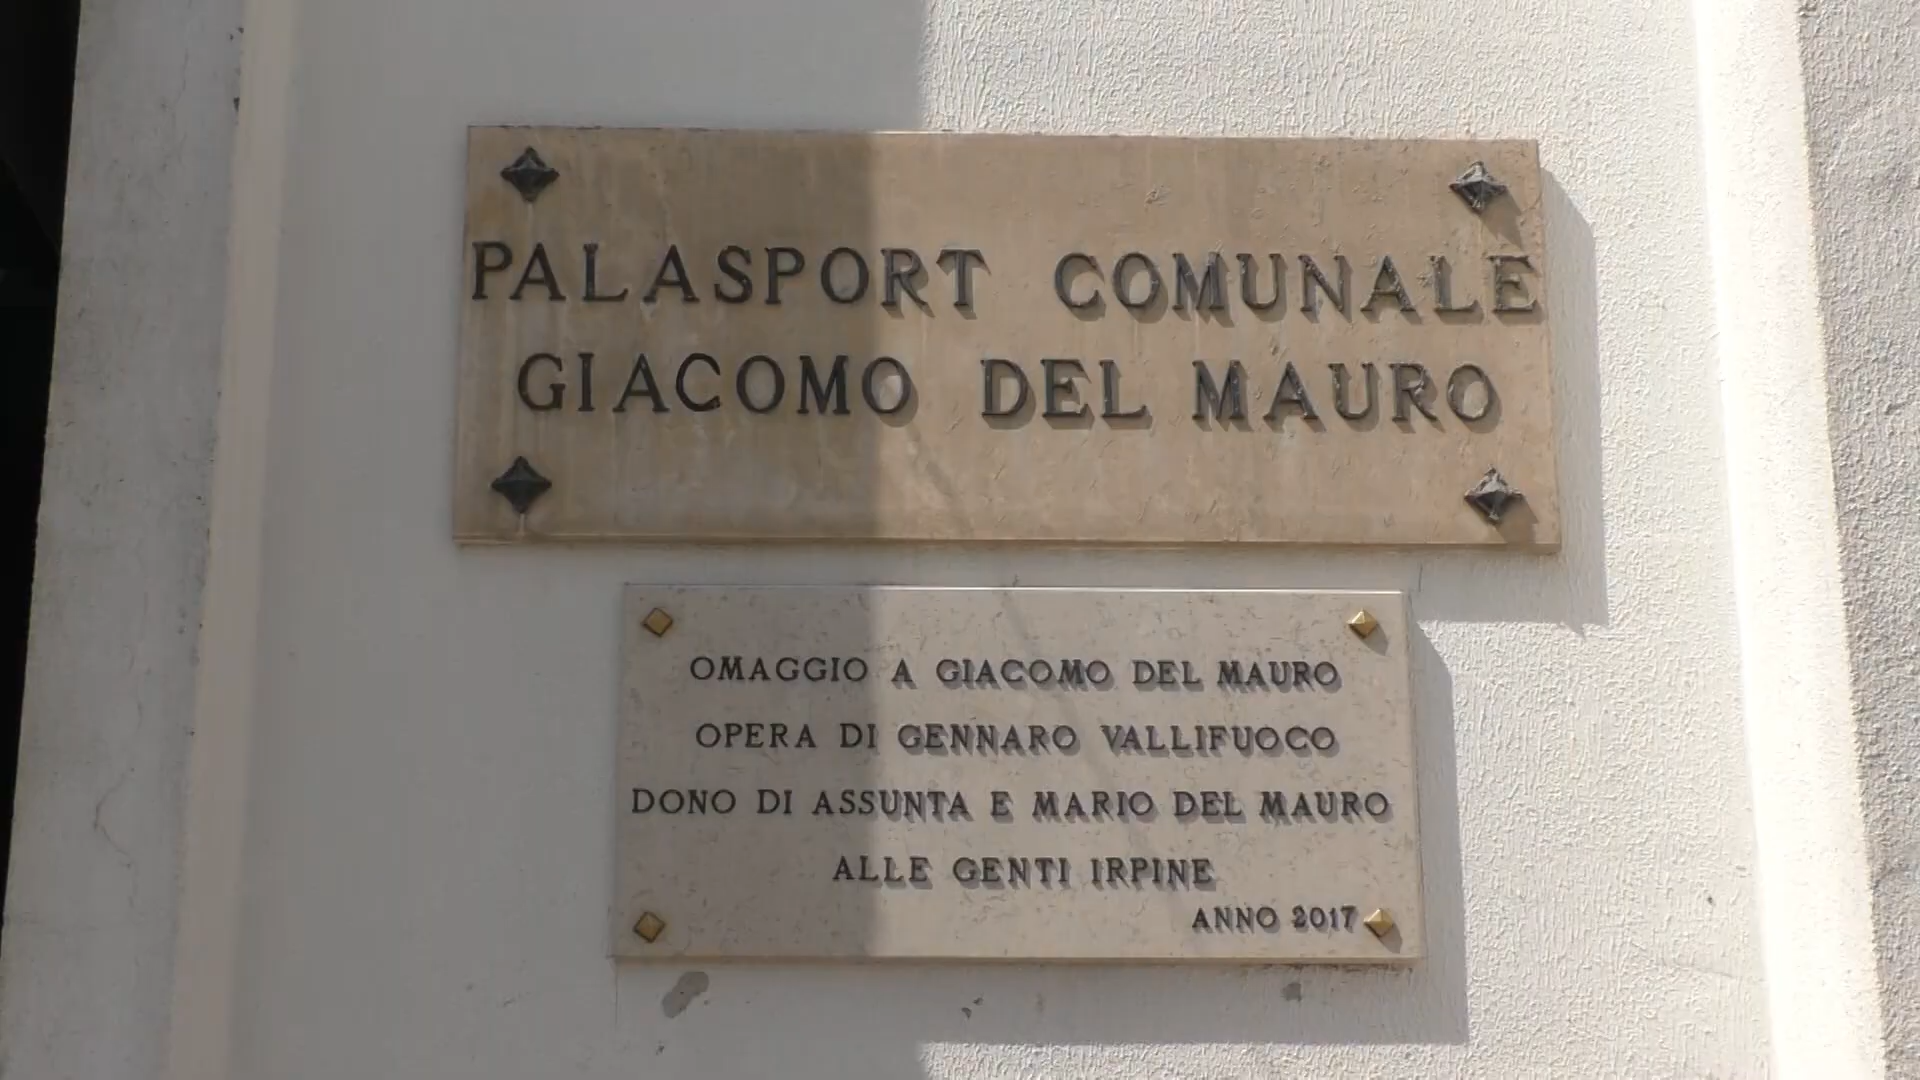 PALASPORT COMUNALE
GIACOMO DEL MAURO
OMAGGIO A GIACOMO DEL MAURO
OPERA DI GENNARO VALLIFUOCO
DONO DI ASSUNTA E MARIO DEL MAURO
ALLE GENTI IRPINE
ANNO 2017